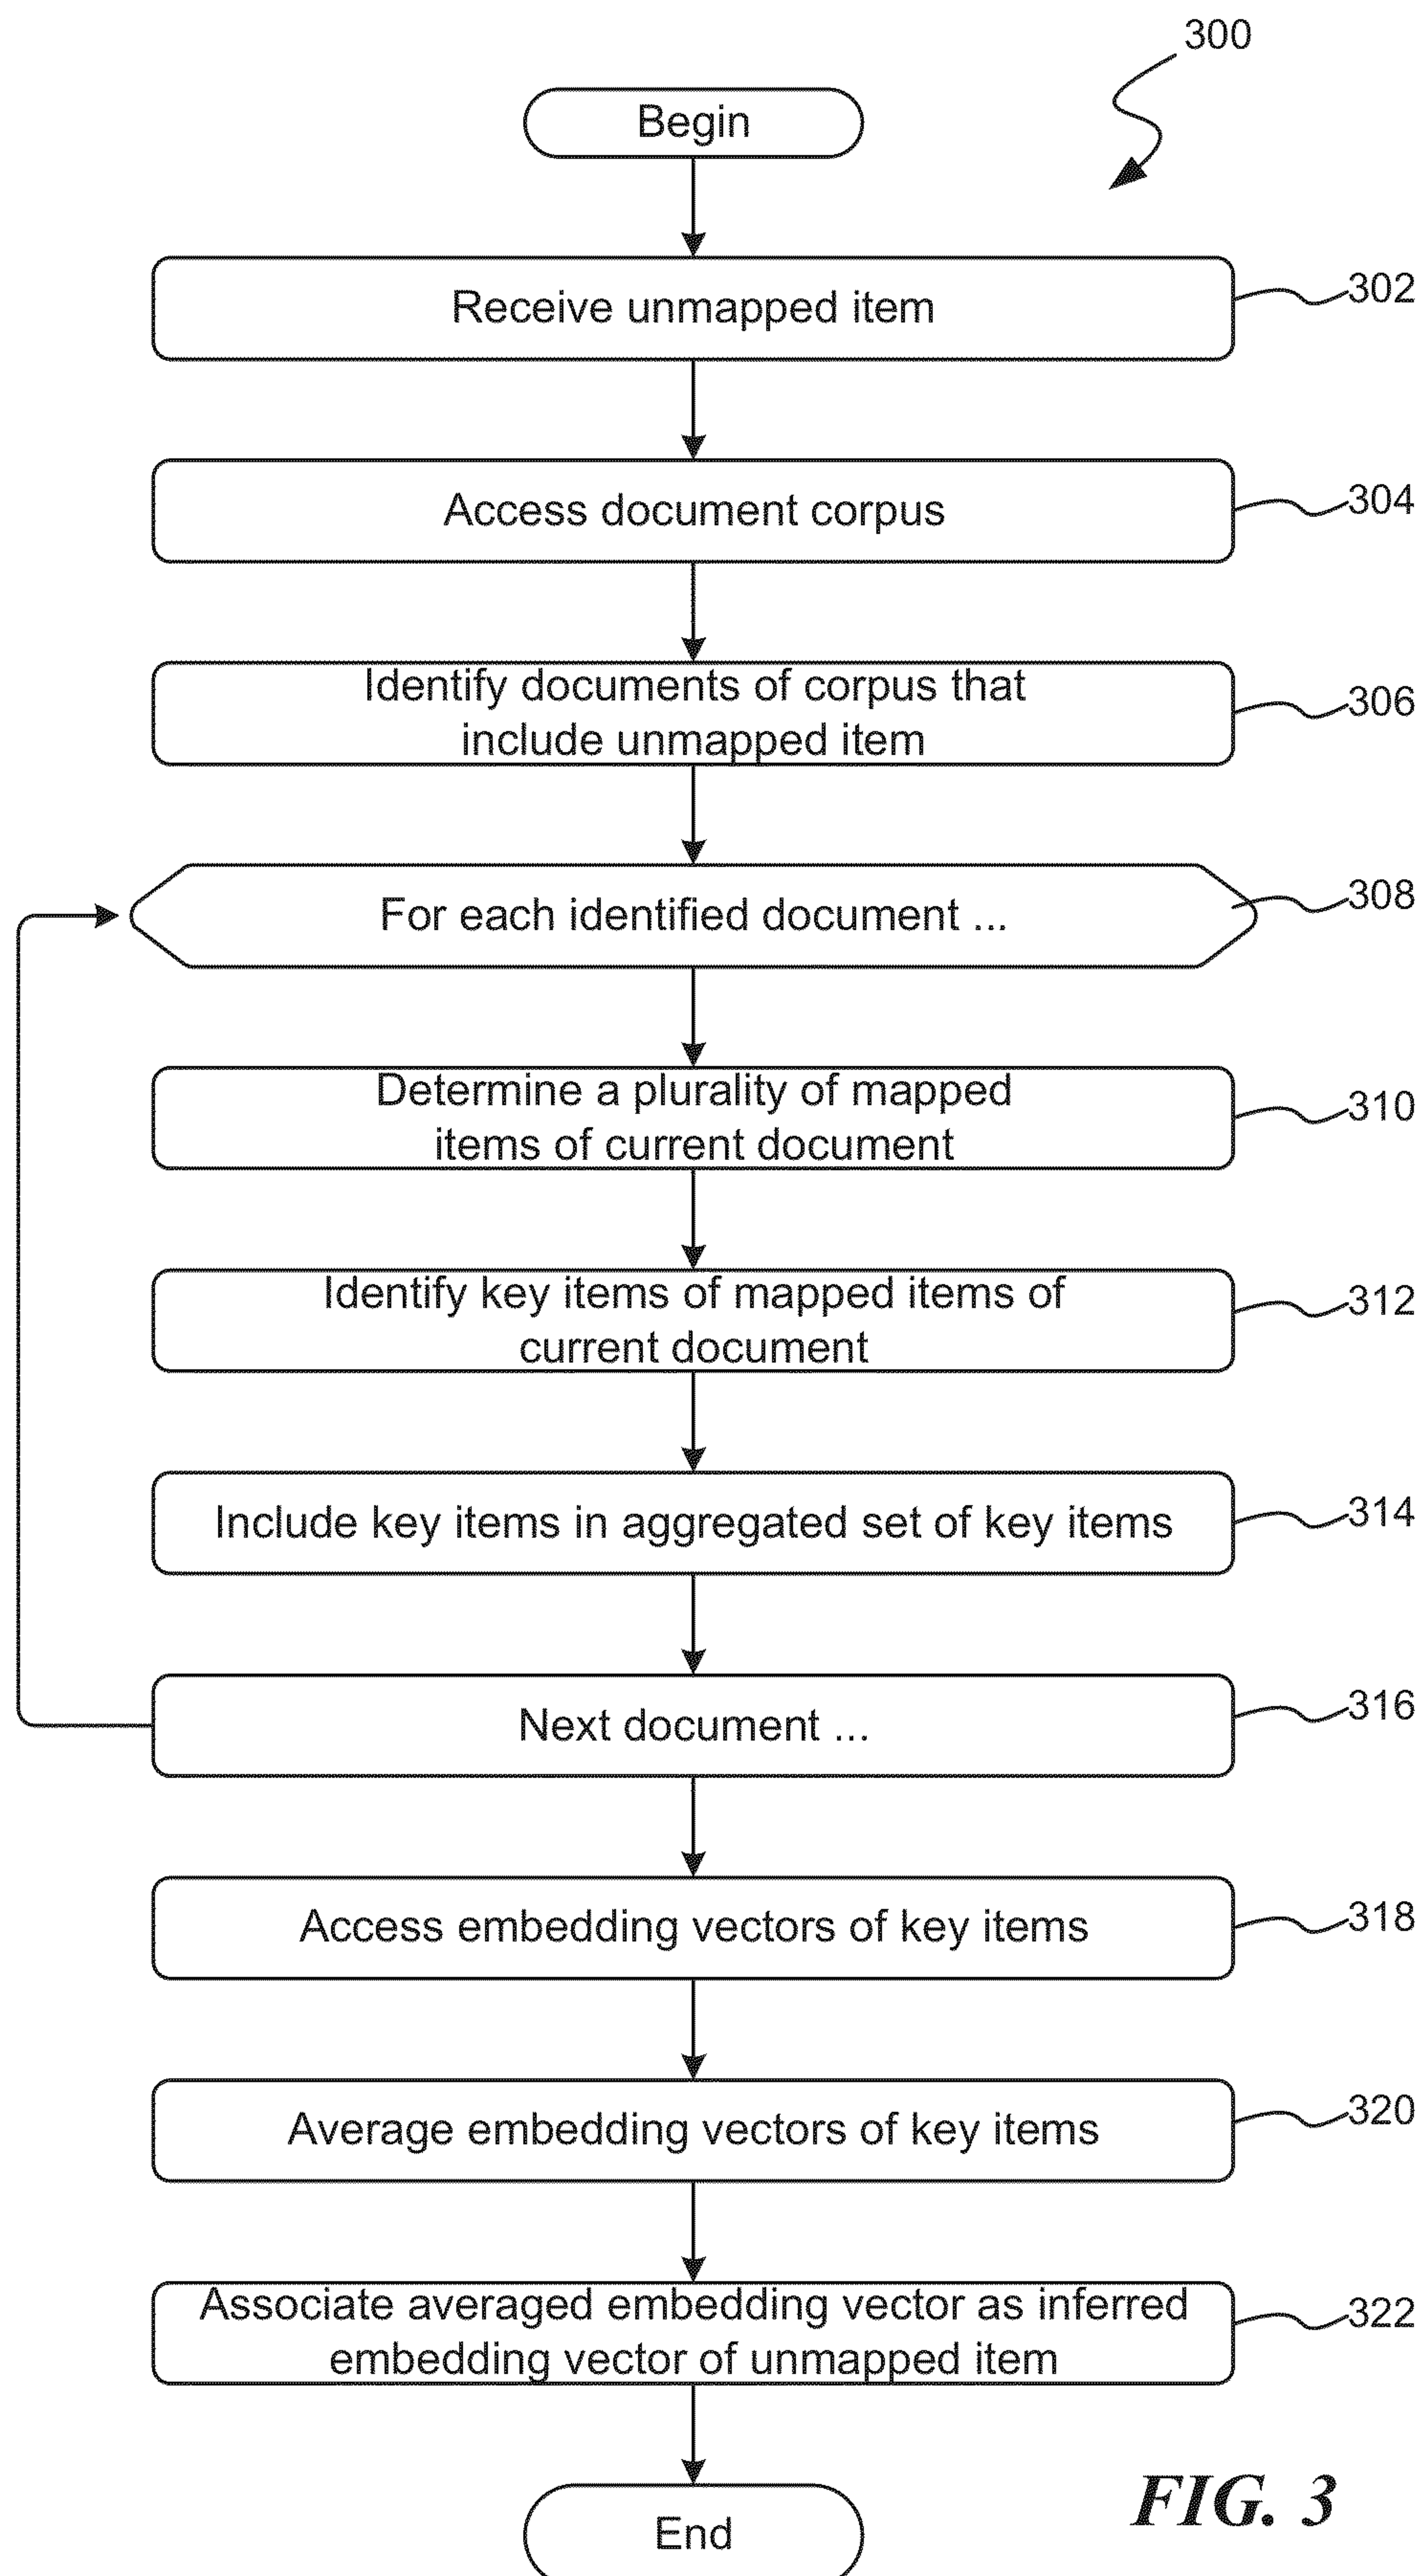 300
Begin
Receive unmapped item
302
Access document corpus
304
Identify documents of corpus that
include unmapped item
306
For each identified document ...
308
Determine a plurality of mapped
items of current document
310
Identify key items of mapped items of
current document
312
Include key items in aggregated set of key items
314
Next document ...
316
Access embedding vectors of key items
318
Average embedding vectors of key items
320
Associate averaged embedding vector as inferred
embedding vector of unmapped item
322
End
FIG. 3